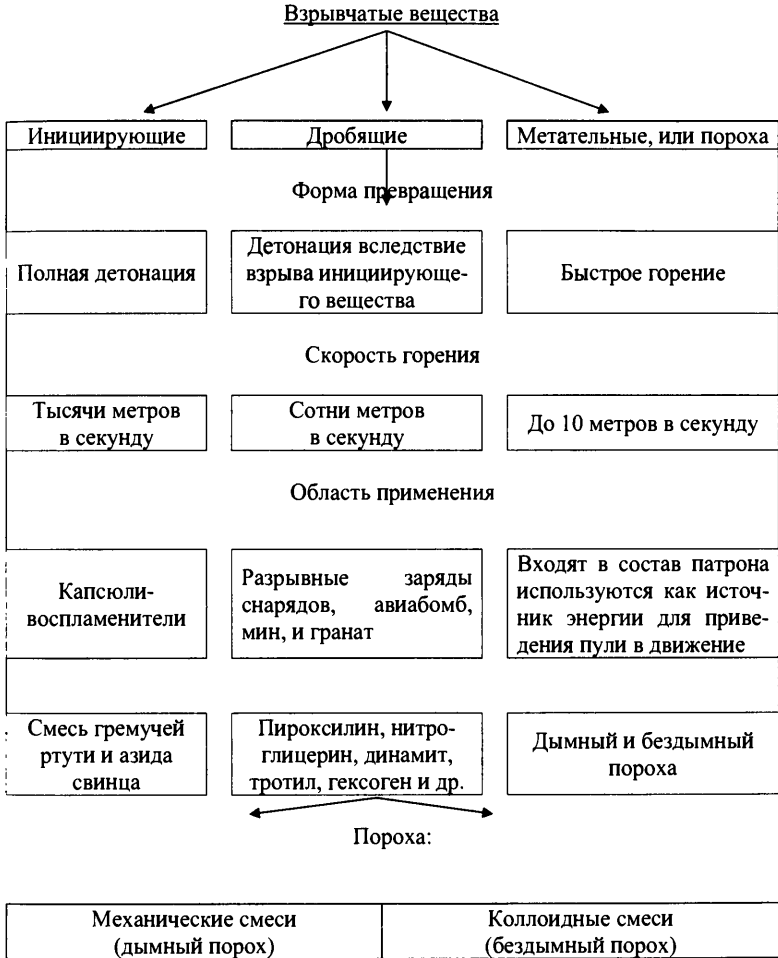 Взрывчатые вещества
Инициирующие
Дробящие
Метательные, или пороха
Форма превращения
Полная детонация
Детонация вследствие
взрыва инициирующе-
го вещества
Быстрое горение
Скорость горения
Тысячи метров
в секунду
Сотни метров
в секунду
До 10 метров в секунду
Область применения
Капсюли-
воспламенители
Разрывные заряды
снарядов, авиабомб,
мин, и гранат
Входят в состав патрона
используются как источ-
ник энергии для приве-
дения пули в движение
Смесь гремучей
ртути и азида
свинца
Пироксилин, нитро-
глицерин, динамит,
тротил, гексоген и др.
Дымный и бездымный
пороха
Пороха:
Механические смеси
(дымный порох)
Коллоидные смеси
(бездымный порох)